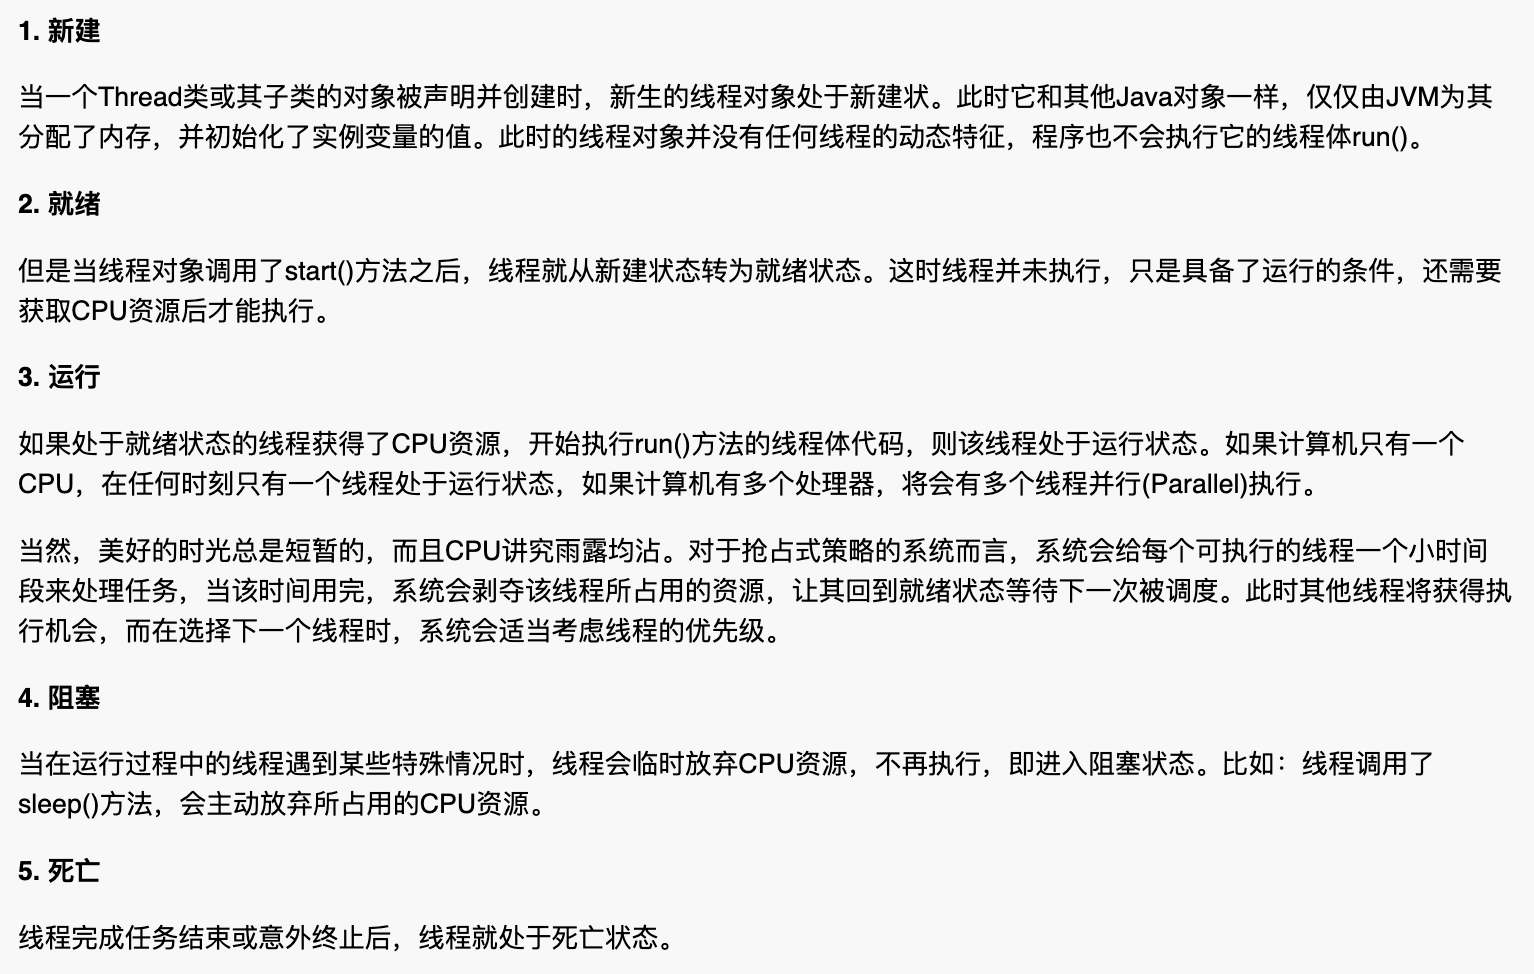 1. 新建
当一个Thread类或其子类的对象被声明并创建时，新生的线程对象处于新建状。此时它和其他Java对象一样，仅仅由JVM为其
分配了内存，并初始化了实例变量的值。此时的线程对象并没有任何线程的动态特征，程序也不会执行它的线程体run()。
2. 就绪
但是当线程对象调用了start()方法之后，线程就从新建状态转为就绪状态。这时线程并未执行，只是具备了运行的条件，还需要
获取CPU资源后才能执行。
3. 运行
如果处于就绪状态的线程获得了CPU资源，开始执行run()方法的线程体代码，则该线程处于运行状态。如果计算机只有一个
CPU，在任何时刻只有一个线程处于运行状态，如果计算机有多个处理器，将会有多个线程并行(Parallel)执行。
当然，美好的时光总是短暂的，而且CPU讲究雨露均沾。对于抢占式策略的系统而言，系统会给每个可执行的线程一个小时间
段来处理任务，当该时间用完，系统会剥夺该线程所占用的资源，让其回到就绪状态等待下一次被调度。此时其他线程将获得执
行机会，而在选择下一个线程时，系统会适当考虑线程的优先级。
4. 阻塞
当在运行过程中的线程遇到某些特殊情况时，线程会临时放弃CPU资源，不再执行，即进入阻塞状态。比如：线程调用了
sleep()方法，会主动放弃所占用的CPU资源。
5. 死亡
线程完成任务结束或意外终止后，线程就处于死亡状态。